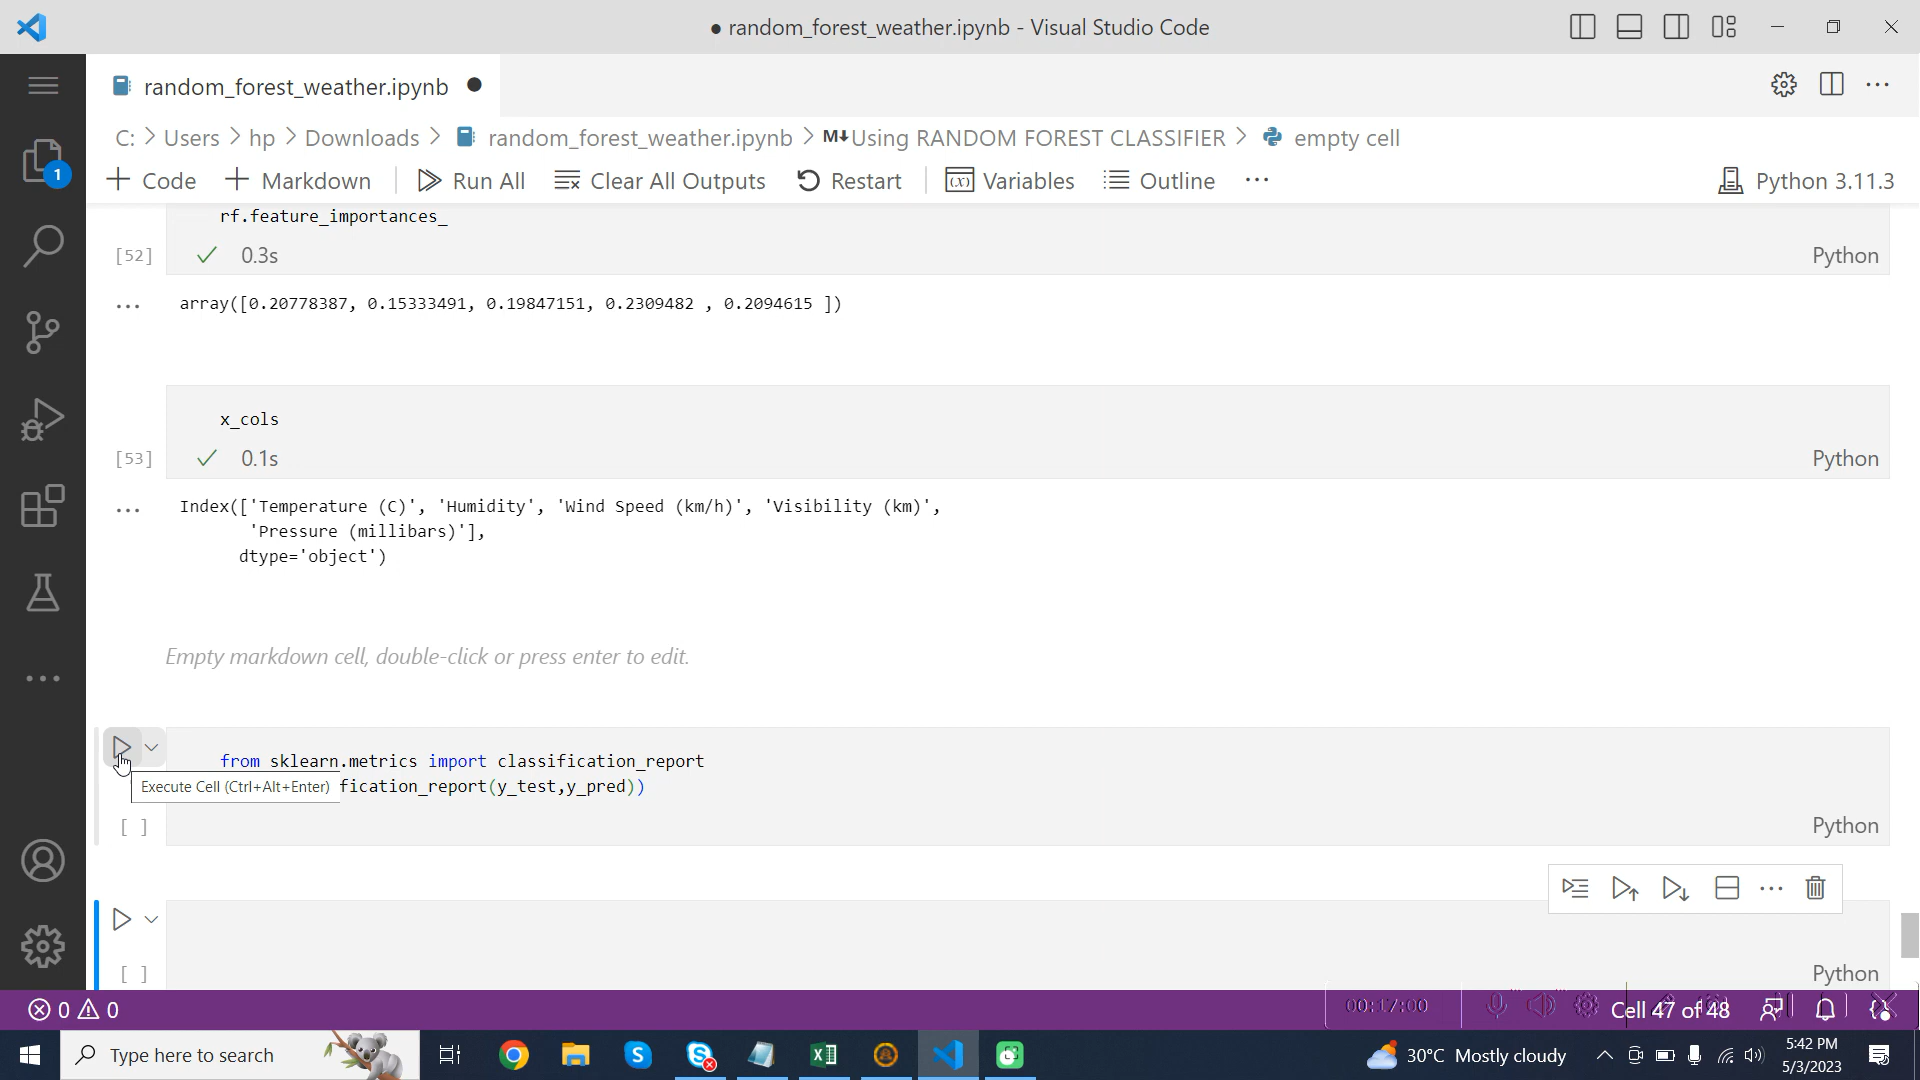 ● random_forest_weather.ipynb - Visual Studio Code
random_forest_weather.ipynb ●
C: > Users > hp > Downloads > random_forest_weather.ipynb > M↓Using RANDOM FOREST CLASSIFIER > empty cell
+ Code + Markdown Run All Clear All Outputs Restart Variables Outline ··· Python 3.11.3
rf.feature_importances_
[52] ✓ 0.3s Python
··· array([0.20778387, 0.15333491, 0.19847151, 0.2309482 , 0.2094615 ])
x_cols
[53] ✓ 0.1s Python
··· Index(['Temperature (C)', 'Humidity', 'Wind Speed (km/h)', 'Visibility (km)',
'Pressure (millibars)'],
dtype='object')
Empty markdown cell, double-click or press enter to edit.
from sklearn.metrics import classification_report
Execute Cell (Ctrl+Alt+Enter) fication_report(y_test,y_pred))
[ ] Python
[ ] Python
1
0 0 00:17:00 Cell 47 of 48
Type here to search 30°C Mostly cloudy 5:42 PM
5/3/2023